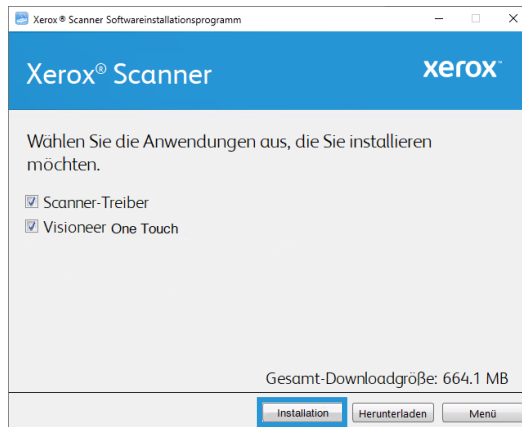 Xerox® Scanner Softwareinstallationsprogramm
Xerox® Scanner
xerox™
Wählen Sie die Anwendungen aus, die Sie installieren
möchten.
Scanner-Treiber
Visioneer One Touch
Gesamt-Downloadgröße: 664.1 MB
Installation
Herunterladen
Menü